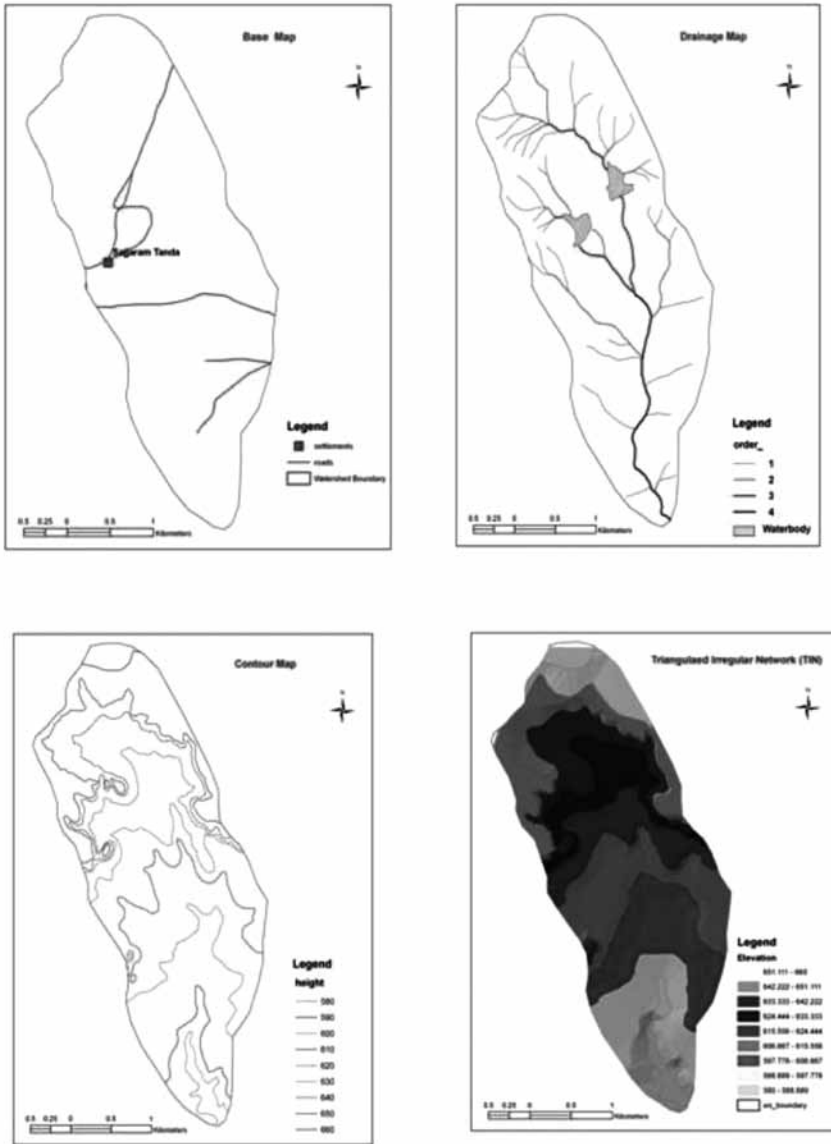 Base Map
N
Sagaram Tanda
Legend
settlements
roads
Watershed Boundary
0.5 0.25 0 0.5 1
Kilometers
Drainage Map
N
Legend
order_
1
2
3
4
Waterbody
0.5 0.25 0 0.5 1
Kilometers
Contour Map
N
Legend
height
580
590
600
610
620
630
640
650
660
0.5 0.25 0 0.5 1
Kilometers
Triangulaed Irregular Network (TIN)
N
Legend
Elevation
651.111 - 660
642.222 - 651.111
633.333 - 642.222
624.444 - 633.333
615.556 - 624.444
606.667 - 615.556
597.778 - 606.667
588.889 - 597.778
580 - 588.889
0.5 0.25 0 0.5 1
Kilometers